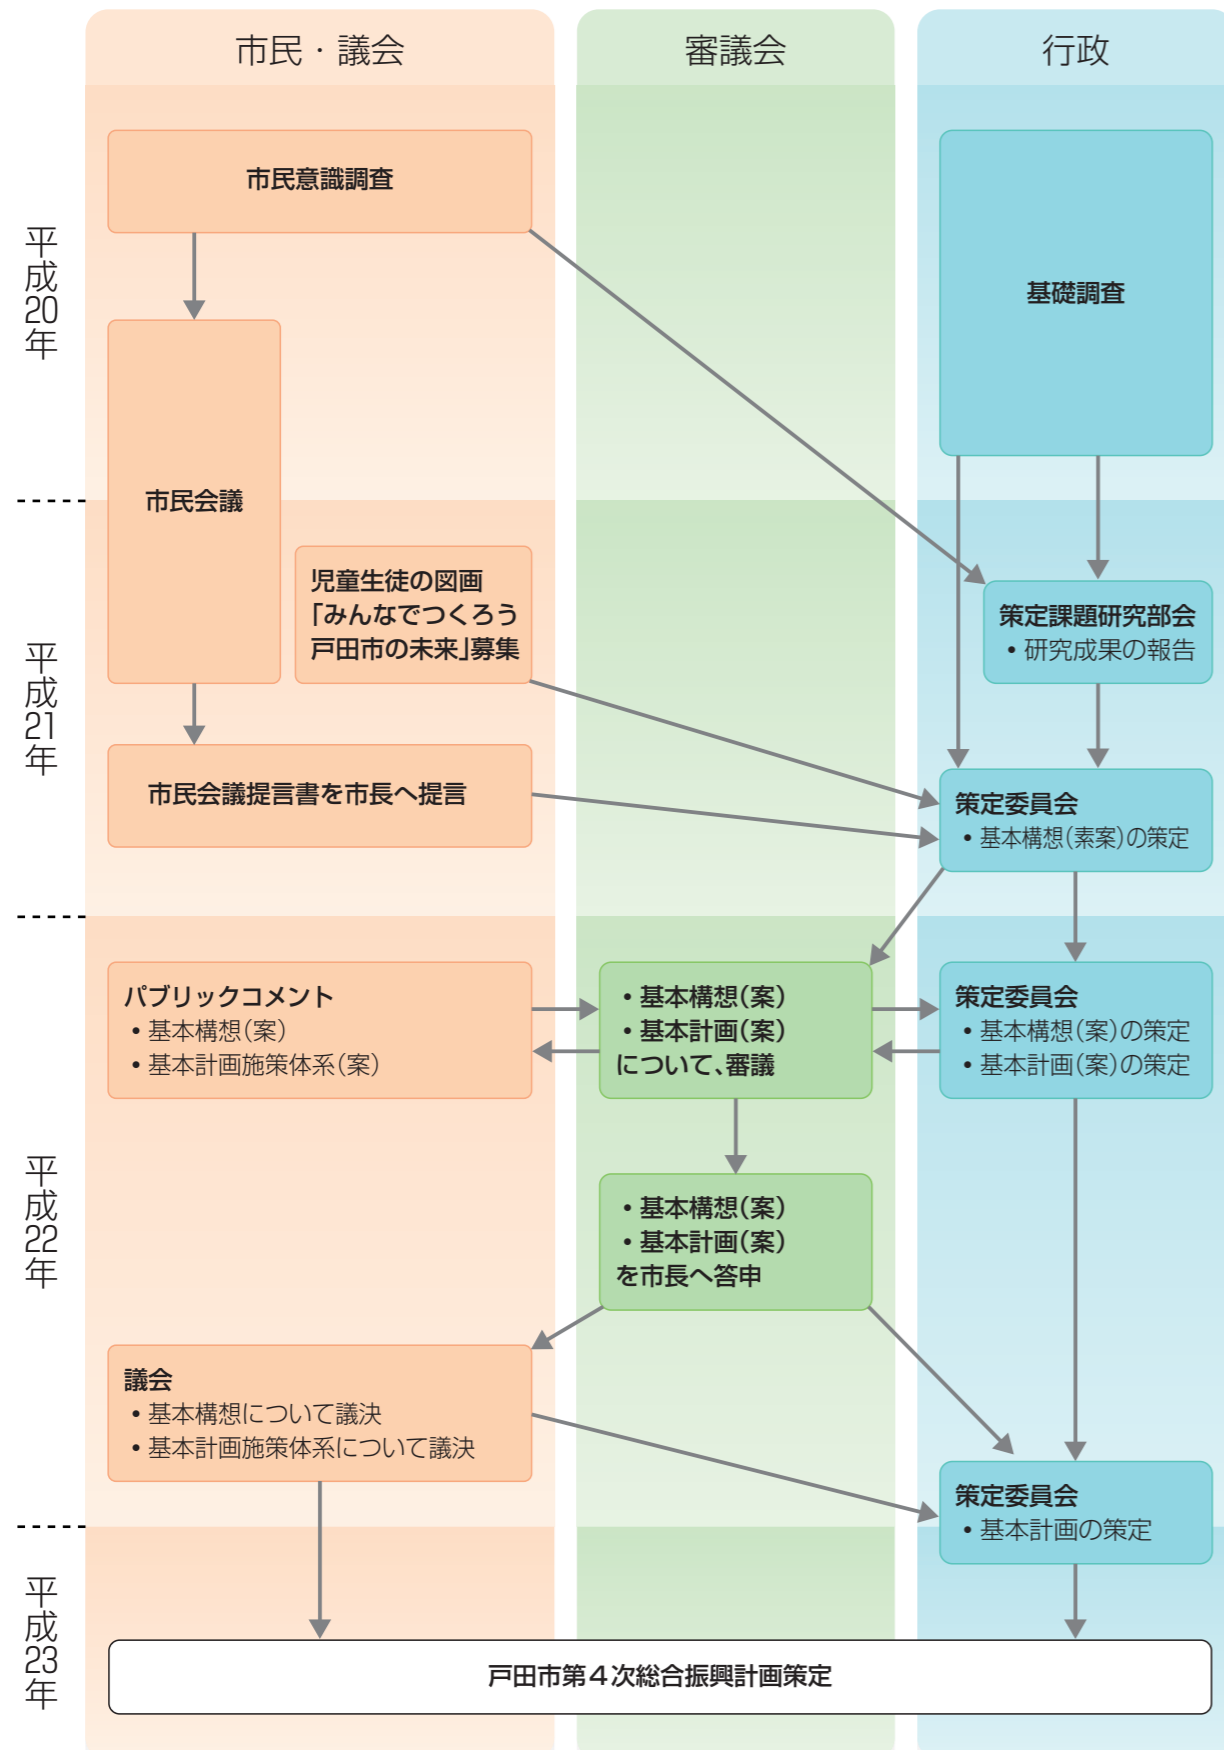 市民・議会
審議会
行政
平成20年
市民意識調査
基礎調査
市民会議
平成21年
児童生徒の図画
「みんなでつくろう
戸田市の未来」募集
策定課題研究部会
• 研究成果の報告
市民会議提言書を市長へ提言
策定委員会
• 基本構想(素案)の策定
平成22年
パブリックコメント
• 基本構想(案)
• 基本計画施策体系(案)
• 基本構想(案)
• 基本計画(案)
について、審議
策定委員会
• 基本構想(案)の策定
• 基本計画(案)の策定
• 基本構想(案)
• 基本計画(案)
を市長へ答申
議会
• 基本構想について議決
• 基本計画施策体系について議決
策定委員会
• 基本計画の策定
平成23年
戸田市第4次総合振興計画策定